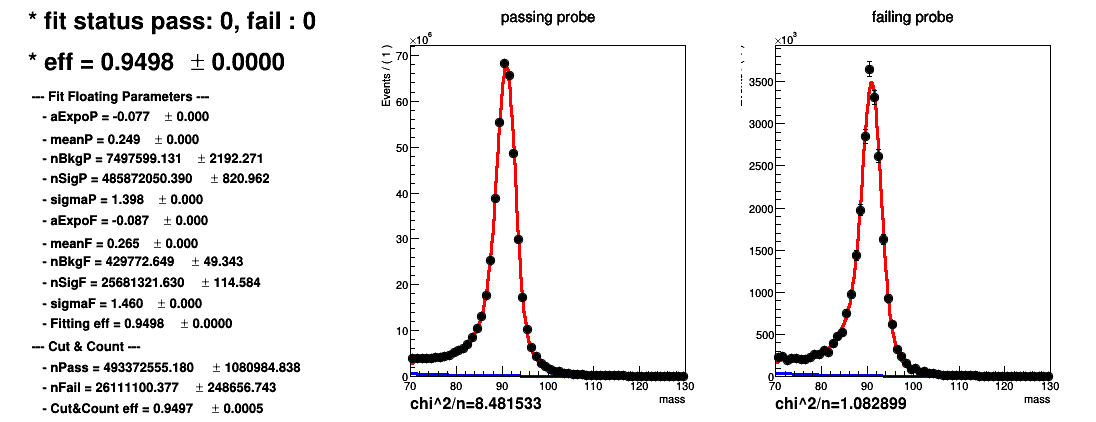 * fit status pass: 0, fail : 0
* eff = 0.9498 ± 0.0000
--- Fit Floating Parameters ---
- aExpoP = -0.077 ± 0.000
- meanP = 0.249 ± 0.000
- nBkgP = 7497599.131 ± 2192.271
- nSigP = 485872050.390 ± 820.962
- sigmaP = 1.398 ± 0.000
- aExpoF = -0.087 ± 0.000
- meanF = 0.265 ± 0.000
- nBkgF = 429772.649 ± 49.343
- nSigF = 25681321.630 ± 114.584
- sigmaF = 1.460 ± 0.000
- Fitting eff = 0.9498 ± 0.0000
--- Cut & Count ---
- nPass = 493372555.180 ± 1080984.838
- nFail = 26111100.377 ± 248656.743
- Cut&Count eff = 0.9497 ± 0.0005
passing probe
×10⁶
Events / ( 1 )
70
60
50
40
30
20
10
0
70 80 90 100 110 120 130
mass
chi^2/n=8.481533
failing probe
×10³
3500
3000
2500
2000
1500
1000
500
0
70 80 90 100 110 120 130
mass
chi^2/n=1.082899